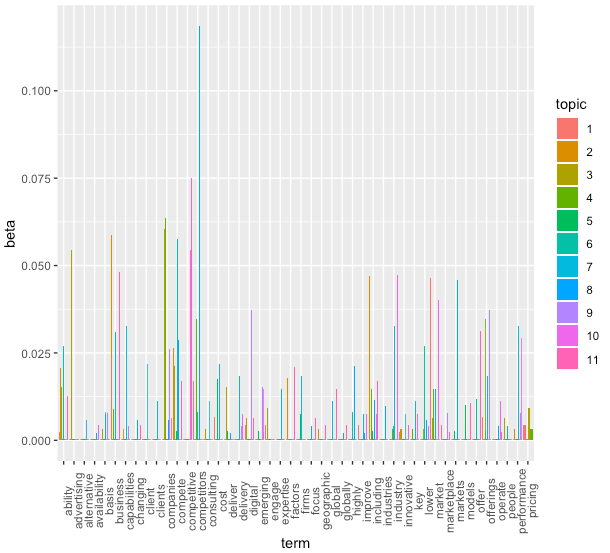 0.100
0.075
0.050
0.025
0.000
beta
ability
advertising
alternative
availability
basis
business
capabilities
changing
client
clients
companies
compete
competitive
competitors
consulting
cost
deliver
delivery
digital
emerging
engage
expertise
factors
firms
focus
geographic
global
globally
highly
improve
including
industries
industry
innovative
key
lower
market
marketplace
markets
models
offer
offerings
operate
people
performance
pricing
term
topic
1
2
3
4
5
6
7
8
9
10
11